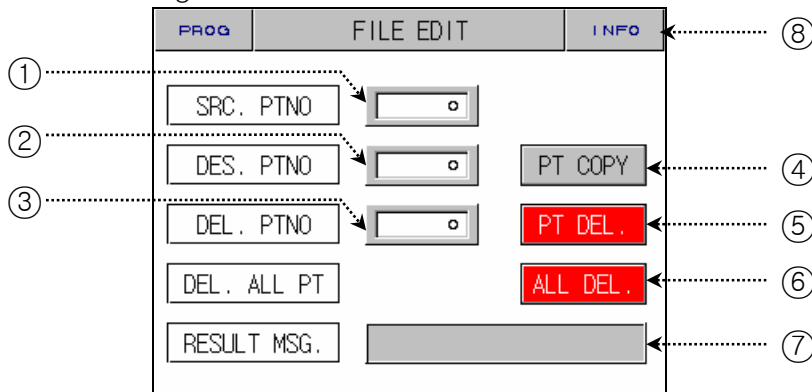 PROG FILE EDIT INFO ⑧
① SRC. PTNO 0
② DES. PTNO 0 PT COPY ④
③ DEL. PTNO 0 PT DEL. ⑤
DEL. ALL PT ALL DEL. ⑥
RESULT MSG. ⑦